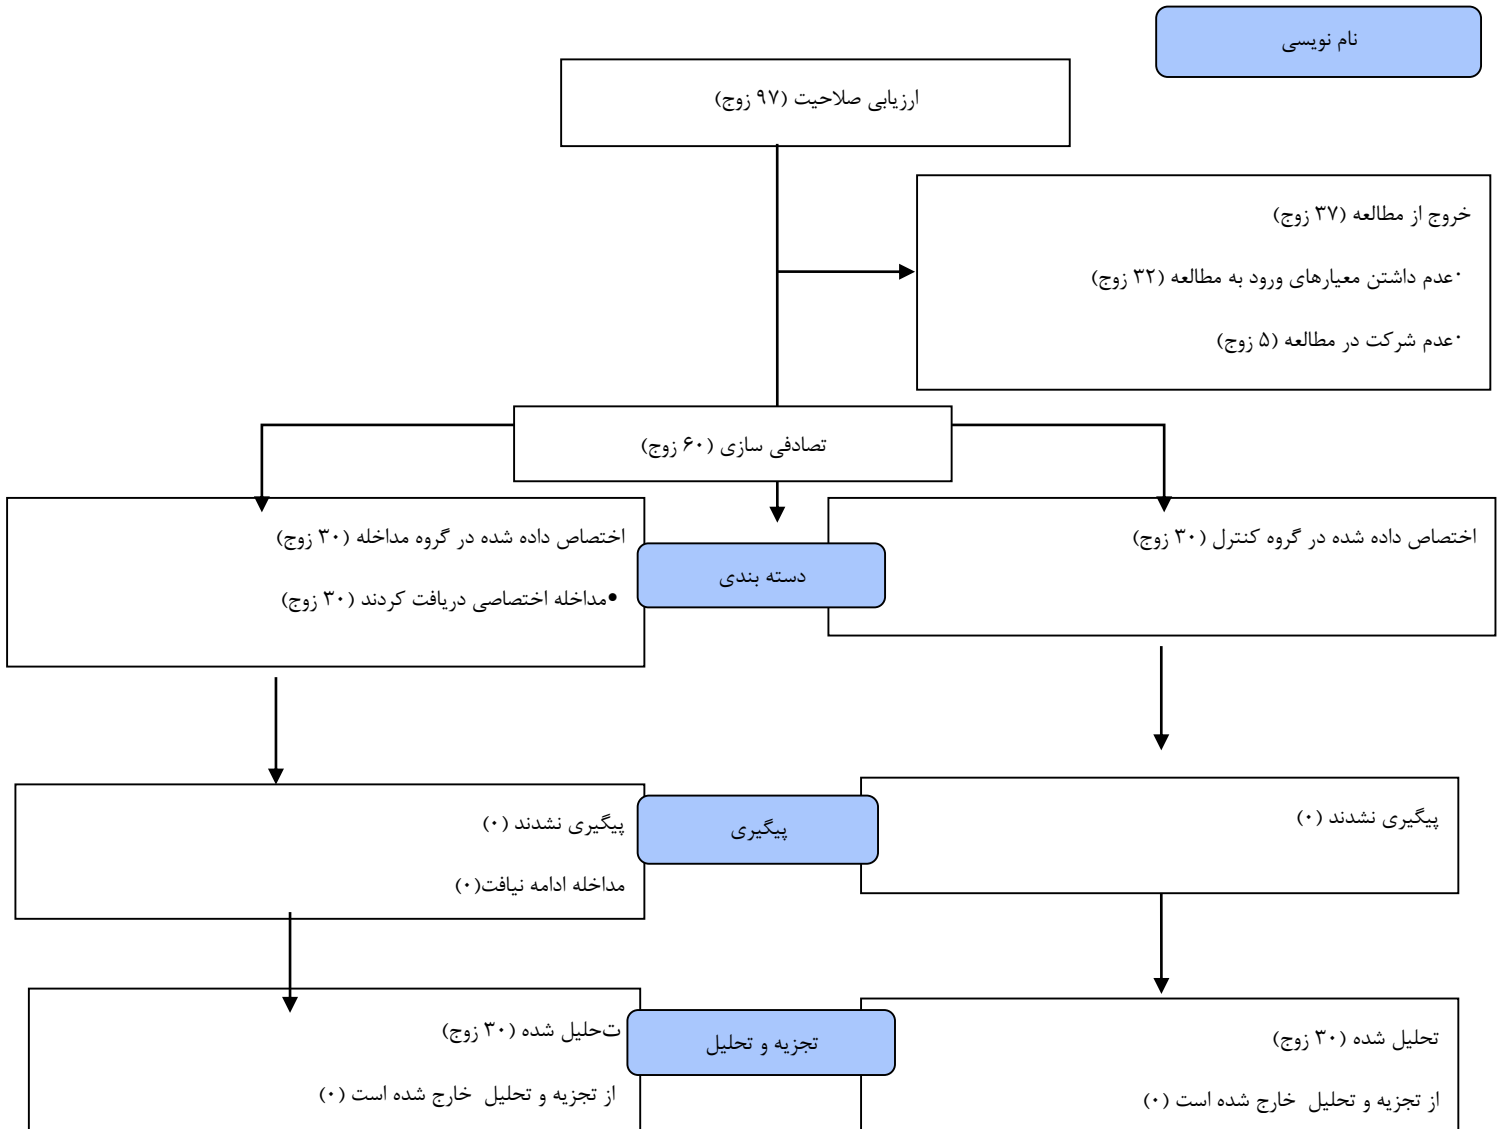 نام نویسی
ارزیابی صلاحیت (۹۷ زوج)
خروج از مطالعه (۳۷ زوج)
·عدم داشتن معیارهای ورود به مطالعه (۳۲ زوج)
·عدم شرکت در مطالعه (۵ زوج)
تصادفی سازی (۶۰ زوج)
اختصاص داده شده در گروه کنترل (۳۰ زوج)
دسته بندی
اختصاص داده شده در گروه مداخله (۳۰ زوج)
•مداخله اختصاصی دریافت کردند (۳۰ زوج)
پیگیری نشدند (۰)
پیگیری
پیگیری نشدند (۰)
مداخله ادامه نیافت(۰)
تحلیل شده (۳۰ زوج)
از تجزیه و تحلیل خارج شده است (۰)
تجزیه و تحلیل
تحلیل شده (۳۰ زوج)
از تجزیه و تحلیل خارج شده است (۰)